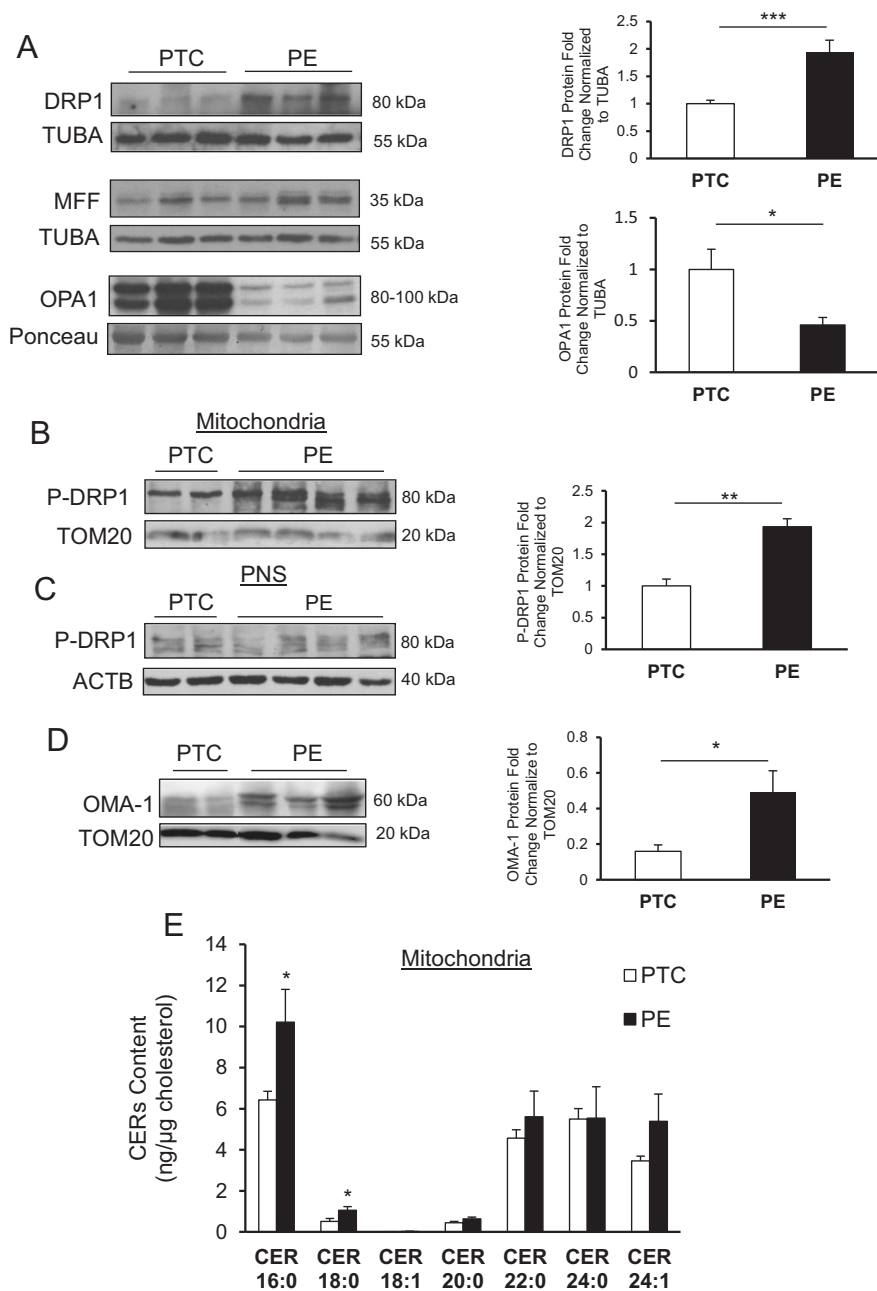 A
PTC PE
DRP1 80 kDa
TUBA 55 kDa
MFF 35 kDa
TUBA 55 kDa
OPA1 80-100 kDa
Ponceau 55 kDa
DRP1 Protein Fold
Change Normalized
to TUBA
2.5
2
1.5
1
0.5
0
***
PTC PE
OPA1 Protein Fold
Change Normalized to
TUBA
1.5
1
0.5
0
*
PTC PE
B
Mitochondria
PTC PE
P-DRP1 80 kDa
TOM20 20 kDa
C
PNS
PTC PE
P-DRP1 80 kDa
ACTB 40 kDa
P-DRP1 Protein Fold
Change Normalized to
TOM20
2.5
2
1.5
1
0.5
0
**
PTC PE
D
PTC PE
OMA-1 60 kDa
TOM20 20 kDa
OMA-1 Protein Fold
Change Normalize to
TOM20
0.8
0.6
0.4
0.2
0
*
PTC PE
E
Mitochondria
PTC
PE
CERs Content
(ng/µg cholesterol)
14
12
10
8
6
4
2
0
*
*
CER CER CER CER CER CER CER
16:0 18:0 18:1 20:0 22:0 24:0 24:1